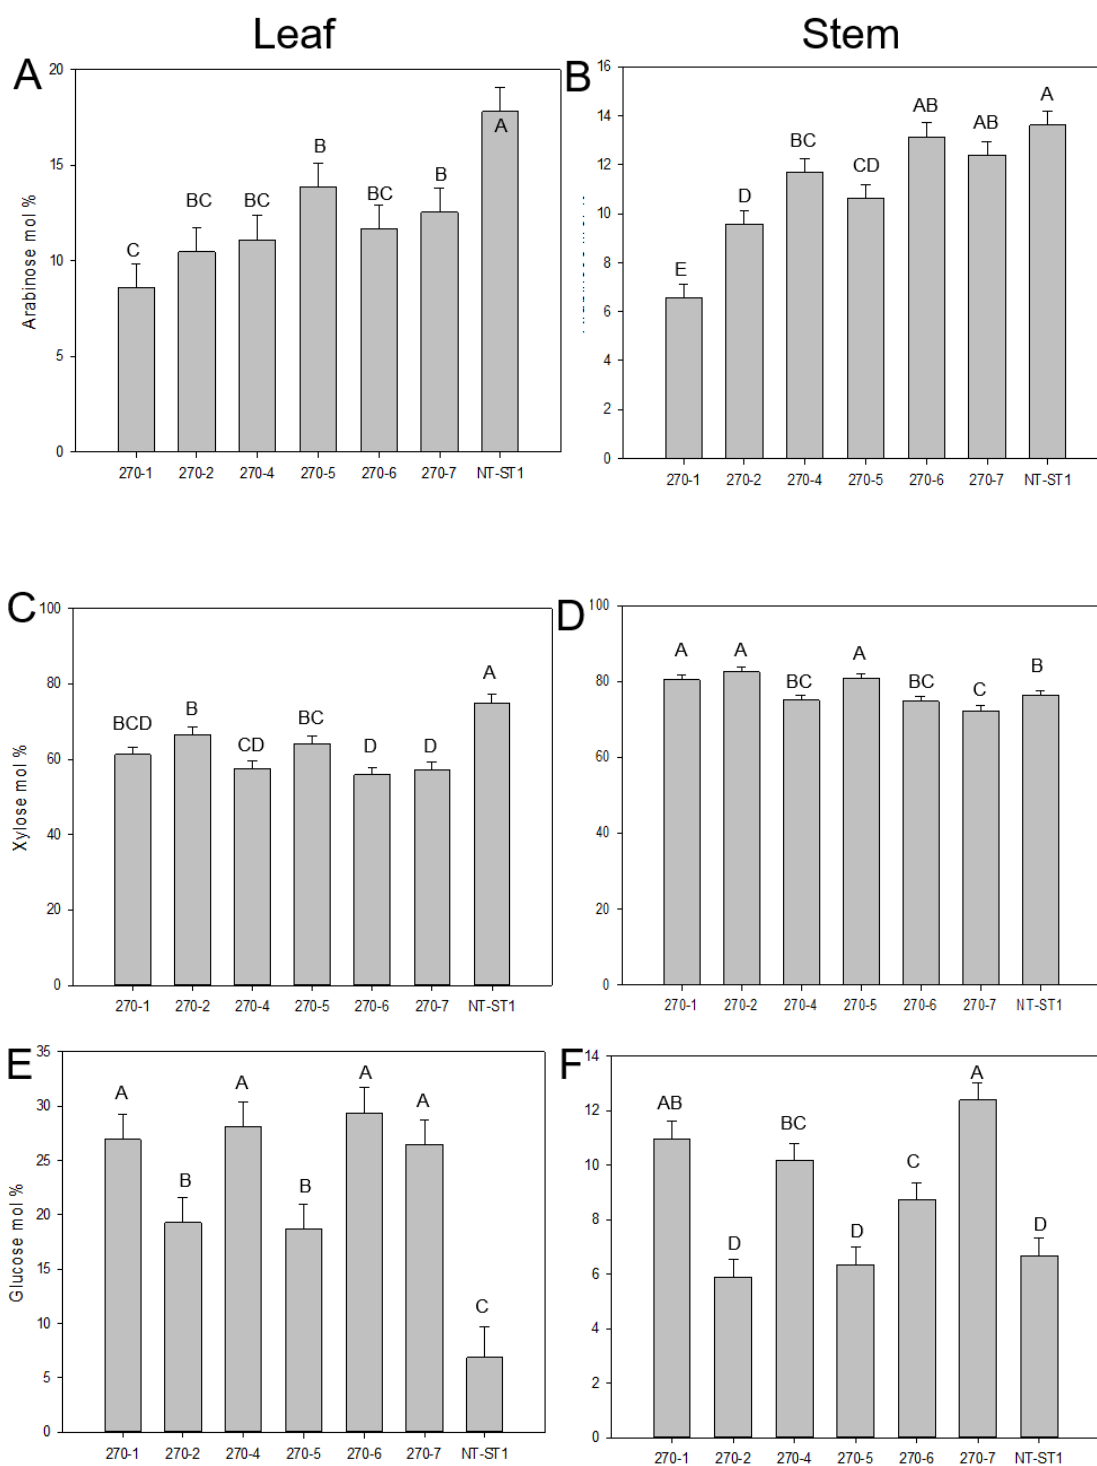 Leaf Stem
A
20
15
10
5
0
Arabinose mol %
C
BC
BC
B
BC
B
A
270-1 270-2 270-4 270-5 270-6 270-7 NT-ST1
B
16
14
12
10
8
6
4
2
0
E
D
BC
CD
AB
AB
A
270-1 270-2 270-4 270-5 270-6 270-7 NT-ST1
C
100
80
60
40
20
0
Xylose mol %
BCD
B
CD
BC
D
D
A
270-1 270-2 270-4 270-5 270-6 270-7 NT-ST1
D
100
80
60
40
20
0
A
A
BC
A
BC
C
B
270-1 270-2 270-4 270-5 270-6 270-7 NT-ST1
E
35
30
25
20
15
10
5
0
Glucose mol %
A
B
A
B
A
A
C
270-1 270-2 270-4 270-5 270-6 270-7 NT-ST1
F
14
12
10
8
6
4
2
0
AB
D
BC
D
C
A
D
270-1 270-2 270-4 270-5 270-6 270-7 NT-ST1